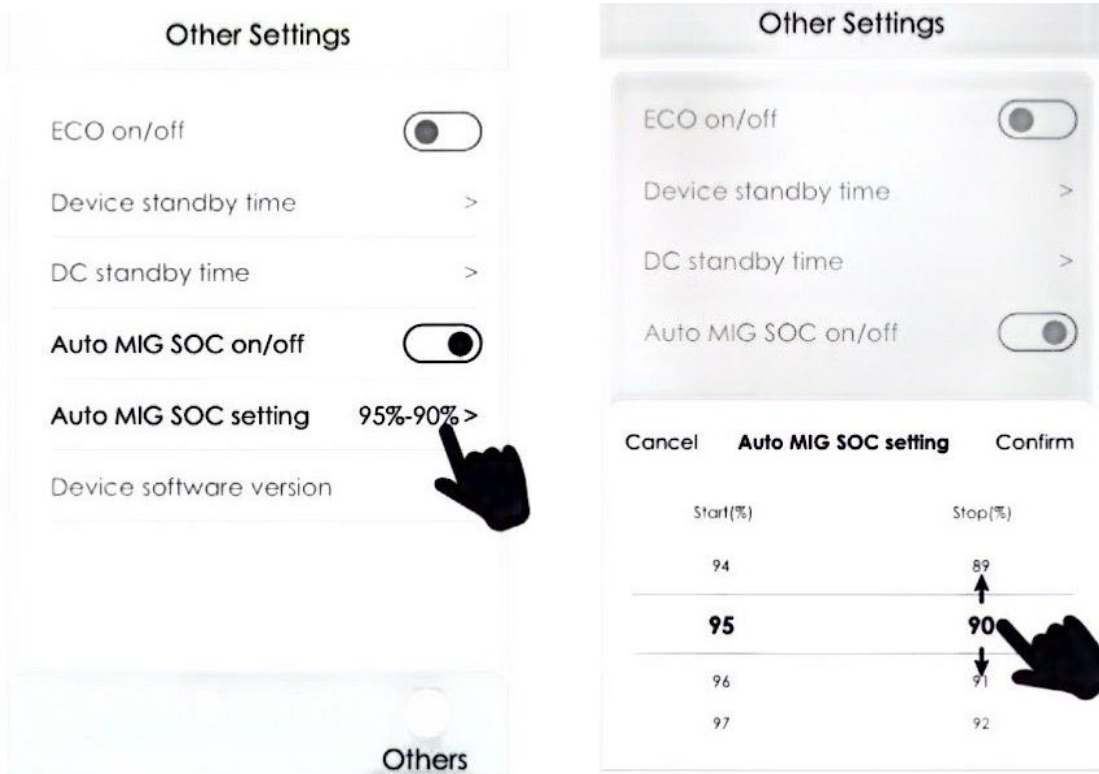 Other Settings
ECO on/off
Device standby time >
DC standby time >
Auto MIG SOC on/off
Auto MIG SOC setting 95%-90% >
Device software version
Others
Other Settings
ECO on/off
Device standby time >
DC standby time >
Auto MIG SOC on/off
Cancel Auto MIG SOC setting Confirm
Start(%) Stop(%)
94 89
95 90
96 91
97 92